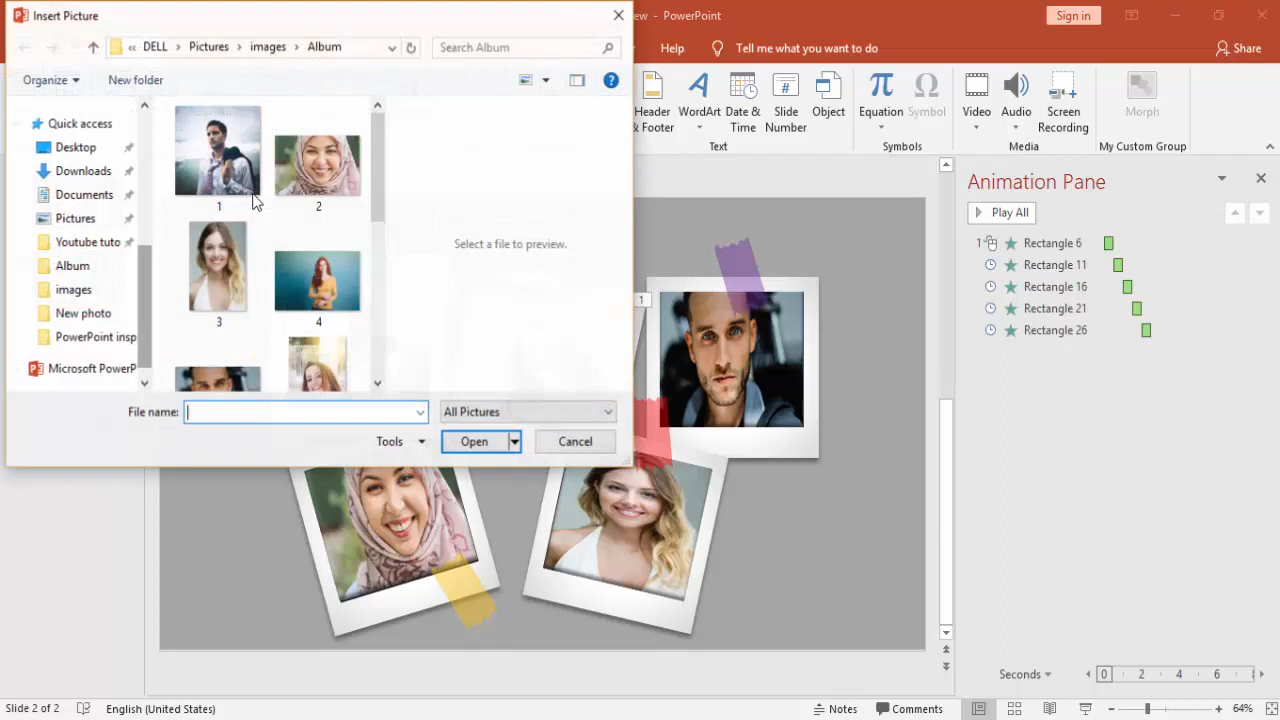 Insert Picture
ew - PowerPoint
Sign in
« DELL > Pictures > images > Album
Search Album
Help
Tell me what you want to do
Share
Organize
New folder
Header & Footer
WordArt
Date & Time
Slide Number
Object
Equation
Symbol
Video
Audio
Screen Recording
Morph
Text
Symbols
Media
My Custom Group
Quick access
Desktop
Downloads
Documents
Pictures
Youtube tuto
Album
images
New photo
PowerPoint insp
Microsoft PowerP
1
2
3
4
Select a file to preview.
File name:
All Pictures
Tools
Open
Cancel
1
Animation Pane
Play All
1 Rectangle 6
Rectangle 11
Rectangle 16
Rectangle 21
Rectangle 26
Seconds
0 2 4 6
Slide 2 of 2
English (United States)
Notes
Comments
64%